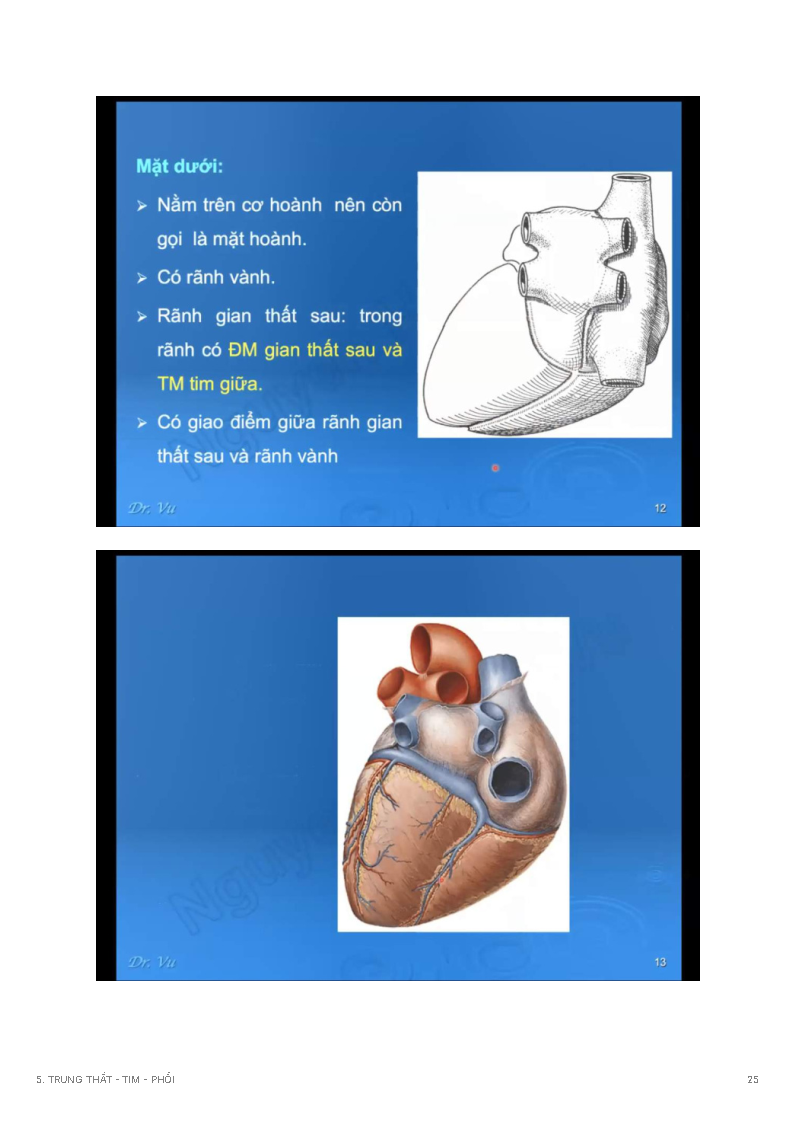 Mặt dưới:
➢ Nằm trên cơ hoành nên còn
gọi là mặt hoành.
➢ Có rãnh vành.
➢ Rãnh gian thất sau: trong
rãnh có ĐM gian thất sau và
TM tim giữa.
➢ Có giao điểm giữa rãnh gian
thất sau và rãnh vành
Dr. Vu
12
Dr. Vu
13
5. TRUNG THẤT - TIM - PHỔI
25